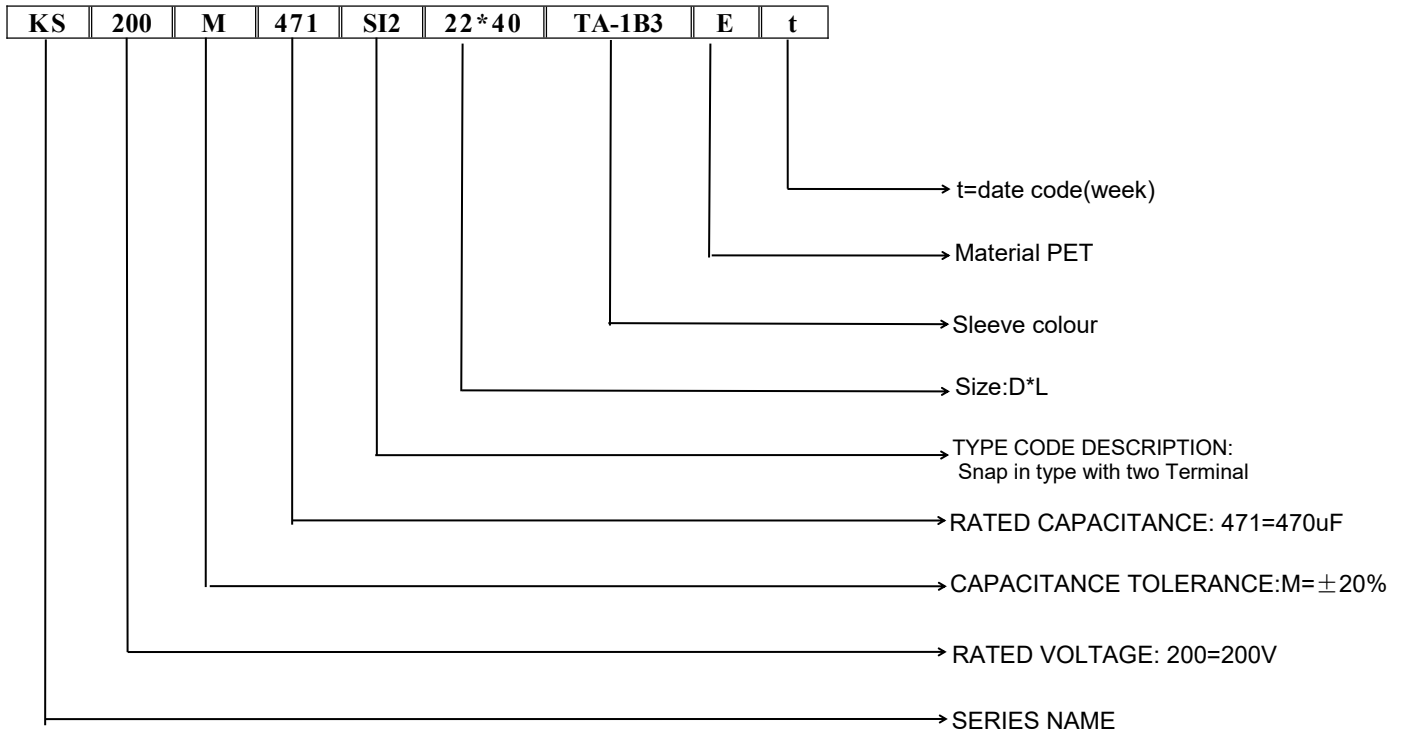 KS 200 M 471 SI2 22*40 TA-1B3 E t
t=date code(week)
Material PET
Sleeve colour
Size:D*L
TYPE CODE DESCRIPTION:
Snap in type with two Terminal
RATED CAPACITANCE: 471=470uF
CAPACITANCE TOLERANCE:M=±20%
RATED VOLTAGE: 200=200V
SERIES NAME